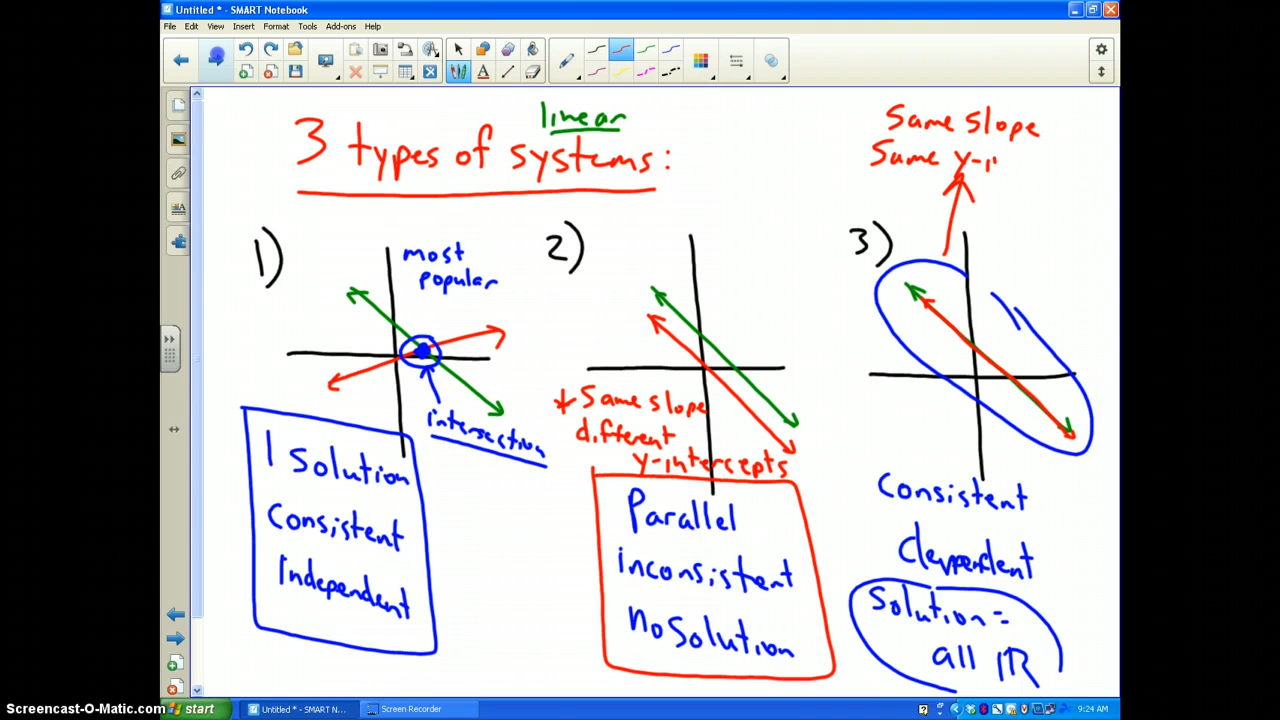 Untitled * - SMART Notebook
File Edit View Insert Format Tools Add-ons Help
linear
3 types of systems:
Same slope
Same y-i
1)
most
popular
intersection
1 Solution
Consistent
Independent
2)
* Same slope
different
y-intercepts
Parallel
inconsistent
no Solution
3)
Consistent
dependent
Solution =
all ℝ
Screencast-O-Matic.com
start
Untitled * - SMART N...
Screen Recorder
9:24 AM